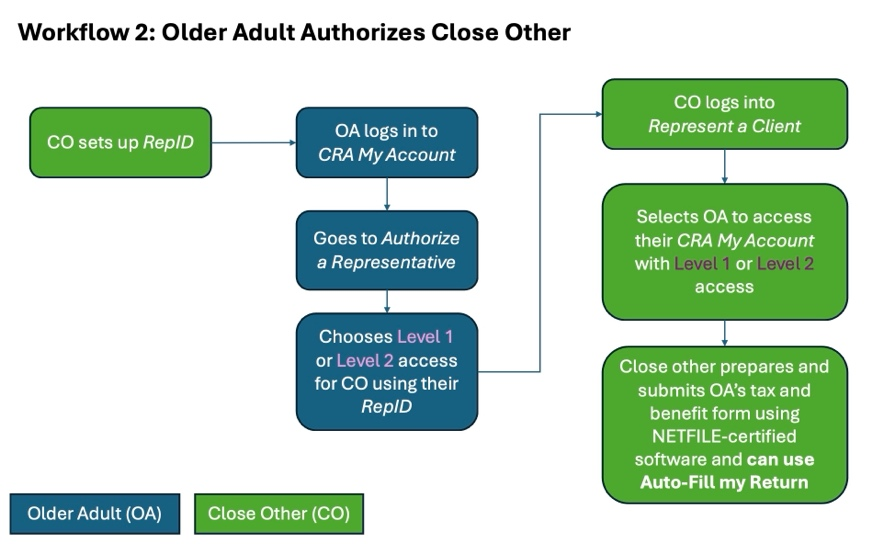 Workflow 2: Older Adult Authorizes Close Other
CO sets up RepID
OA logs in to
CRA My Account
Goes to Authorize
a Representative
Chooses Level 1
or Level 2 access
for CO using their
RepID
CO logs into
Represent a Client
Selects OA to access
their CRA My Account
with Level 1 or Level 2
access
Close other prepares and
submits OA's tax and
benefit form using
NETFILE-certified
software and can use
Auto-Fill my Return
Older Adult (OA)
Close Other (CO)